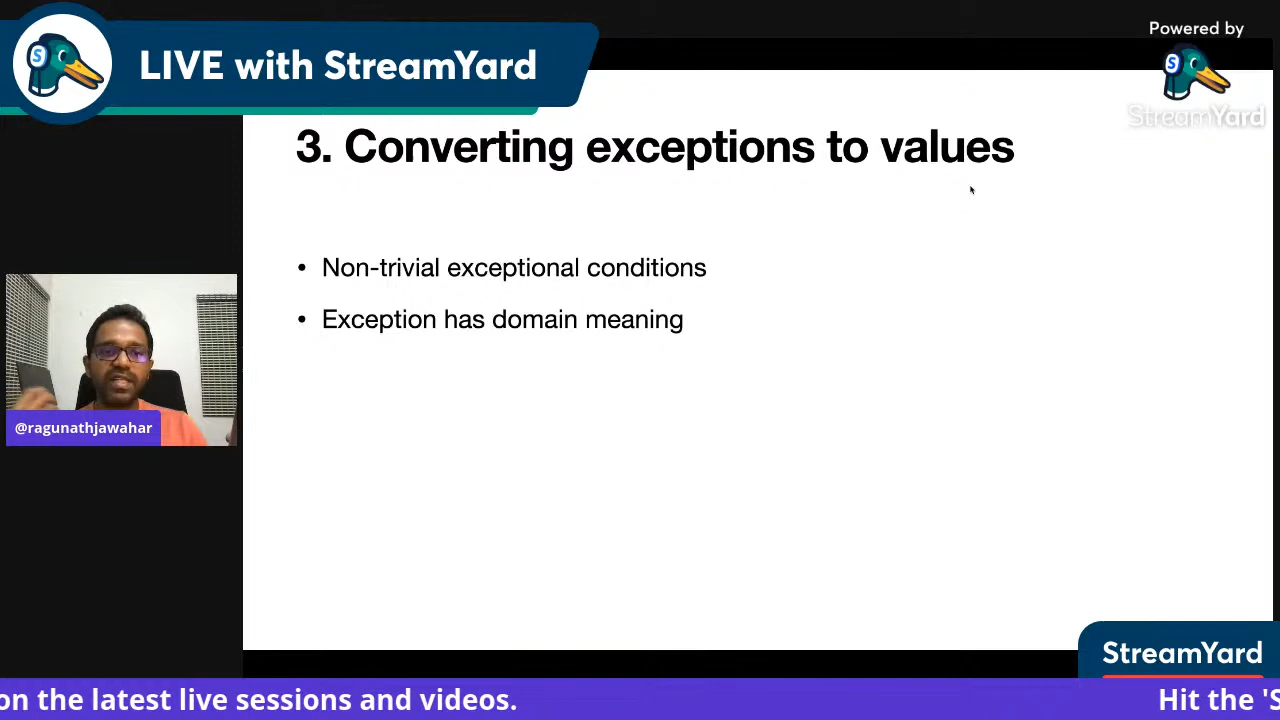 LIVE with StreamYard
Powered by
S
StreamYard
3. Converting exceptions to values
• Non-trivial exceptional conditions
• Exception has domain meaning
@ragunathjawahar
StreamYard
on the latest live sessions and videos.
Hit the 'S